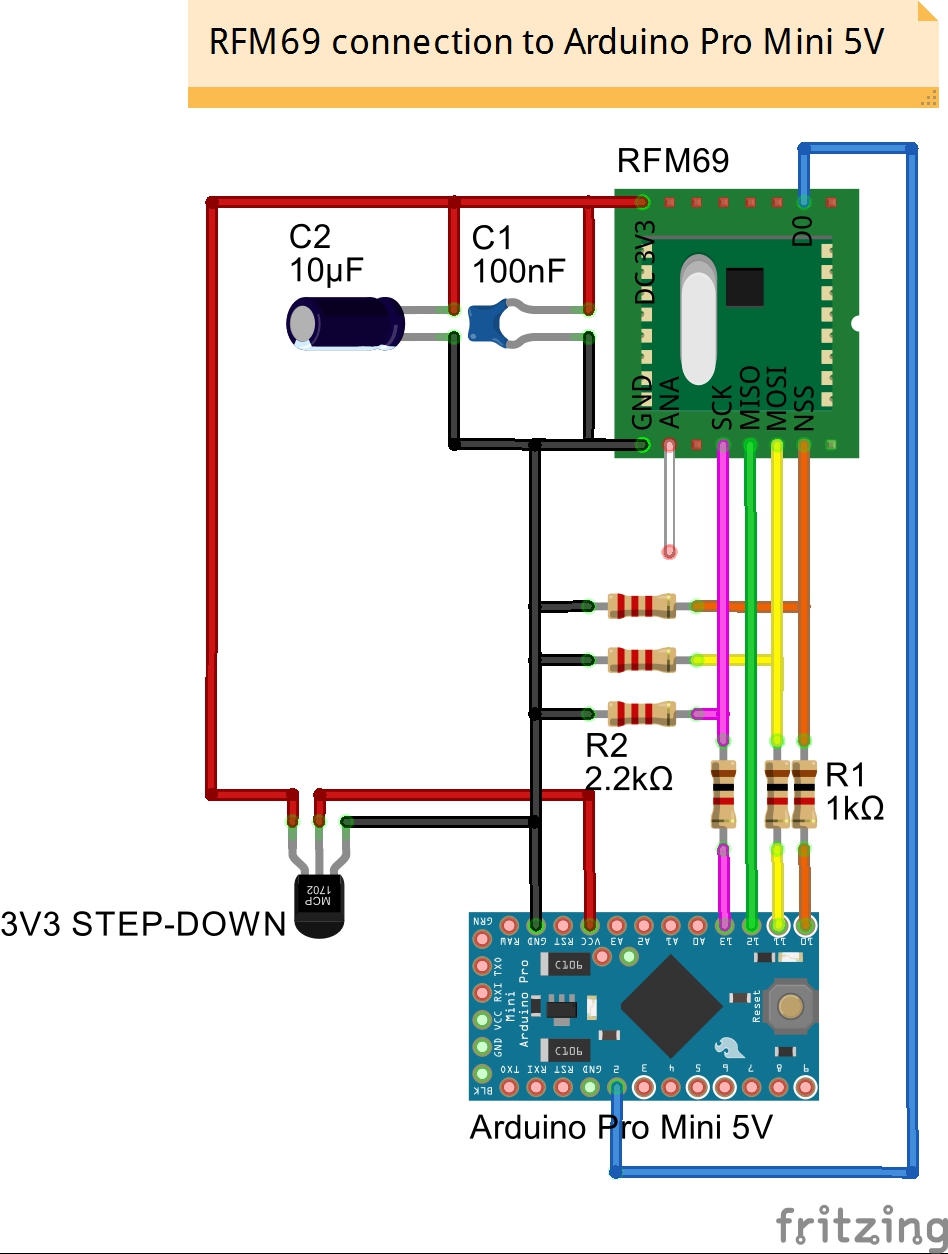 RFM69 connection to Arduino Pro Mini 5V
RFM69
C2
10µF
C1
100nF
DC 3V3
D0
GND
ANA
SCK
MISO
MOSI
NSS
R2
2.2kΩ
R1
1kΩ
MCP
1702
3V3 STEP-DOWN
GRN
RAW
GND
RST
VCC
A3
A2
A1
A0
13
12
11
10
TXO
RXI
VCC
GND
BLK
Arduino Pro
Mini
C106
C106
Reset
TXO
RXI
RST
GND
2
3
4
5
6
7
8
9
Arduino Pro Mini 5V
fritzing